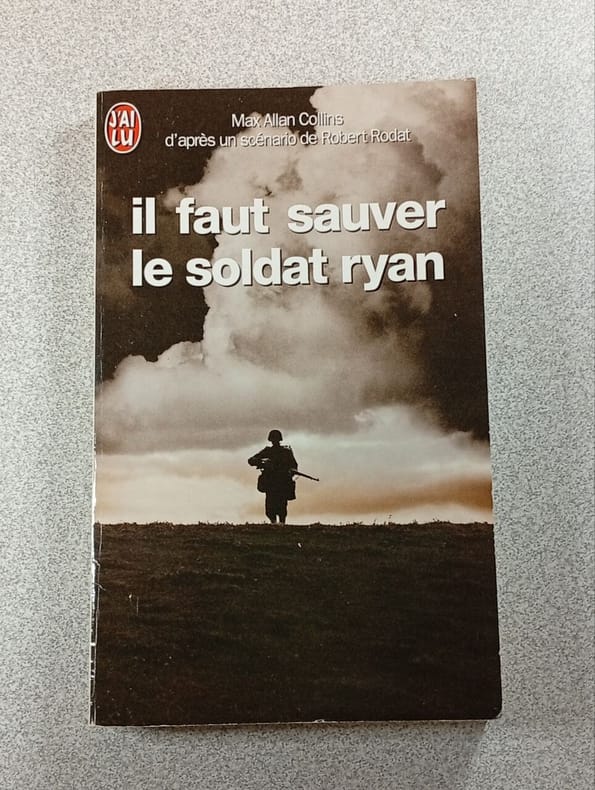 J'AI
LU
Max Allan Collins
d'après un scénario de Robert Rodat
il faut sauver
le soldat ryan